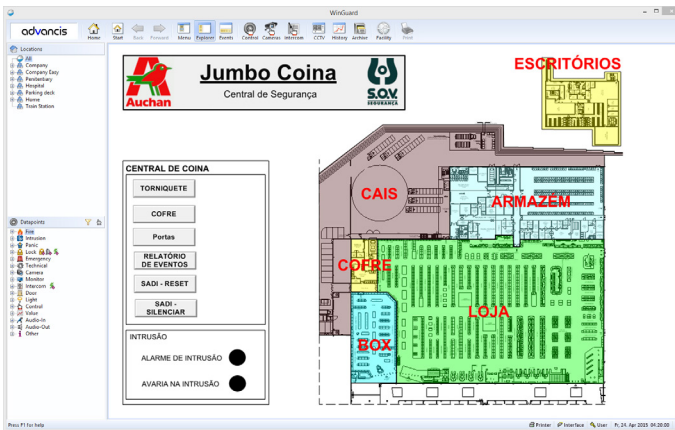 WinGuard
advancis
Home
Start
Back
Forward
Menu
Explorer
Events
Control
Cameras
Intercom
CCTV
History
Archive
Facility
Print
Locations
All
Company
Company Easy
Penitentiary
Hospital
Parking deck
Home
Train Station
Auchan
Jumbo Coina
Central de Segurança
S.O.V.
SEGURANÇA
ESCRITÓRIOS
CENTRAL DE COINA
TORNIQUETE
COFRE
Portas
RELATÓRIO
DE EVENTOS
SADI - RESET
SADI -
SILENCIAR
INTRUSÃO
ALARME DE INTRUSÃO
AVARIA NA INTRUSÃO
CAIS
ARMAZÉM
COFRE
LOJA
BOX
Datapoints
Fire
Intrusion
Panic
Lock
Emergency
Technical
Camera
Monitor
Intercom
Door
Light
Control
Value
Audio-In
Audio-Out
Other
Press F1 for help
Printer
Interface
User
Fr, 24. Apr 2015 04:20:00